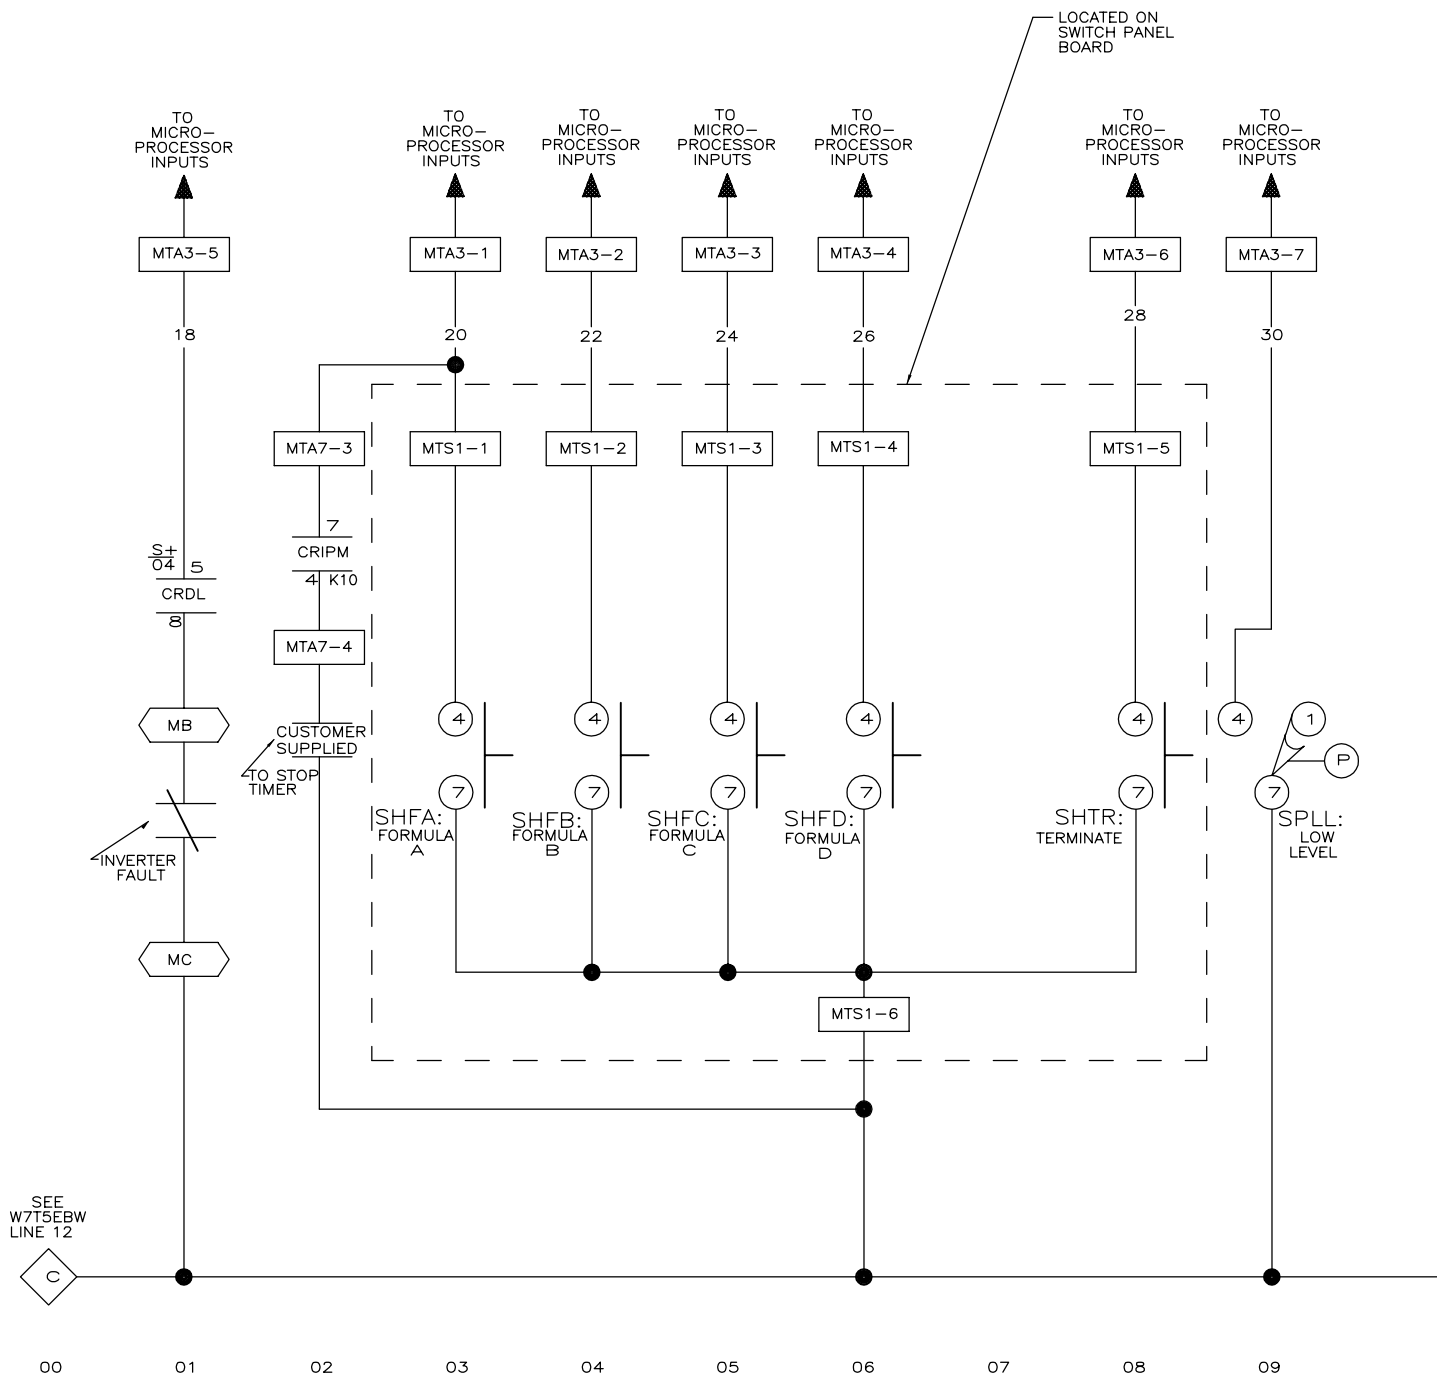 LOCATED ON
SWITCH PANEL
BOARD
TO
MICRO-
PROCESSOR
INPUTS
TO
MICRO-
PROCESSOR
INPUTS
TO
MICRO-
PROCESSOR
INPUTS
TO
MICRO-
PROCESSOR
INPUTS
TO
MICRO-
PROCESSOR
INPUTS
TO
MICRO-
PROCESSOR
INPUTS
TO
MICRO-
PROCESSOR
INPUTS
MTA3-5
MTA3-1
MTA3-2
MTA3-3
MTA3-4
MTA3-6
MTA3-7
18
20
22
24
26
28
30
MTA7-3
MTS1-1
MTS1-2
MTS1-3
MTS1-4
MTS1-5
S+
04
5
CRDL
8
7
CRIPM
4 K10
MTA7-4
MB
CUSTOMER
SUPPLIED
TO STOP
TIMER
4
4
4
4
4
4
1
P
7
7
7
7
7
7
INVERTER
FAULT
SHFA:
FORMULA
A
SHFB:
FORMULA
B
SHFC:
FORMULA
C
SHFD:
FORMULA
D
SHTR:
TERMINATE
SPLL:
LOW
LEVEL
MC
MTS1-6
SEE
W7T5EBW
LINE 12
C
00
01
02
03
04
05
06
07
08
09